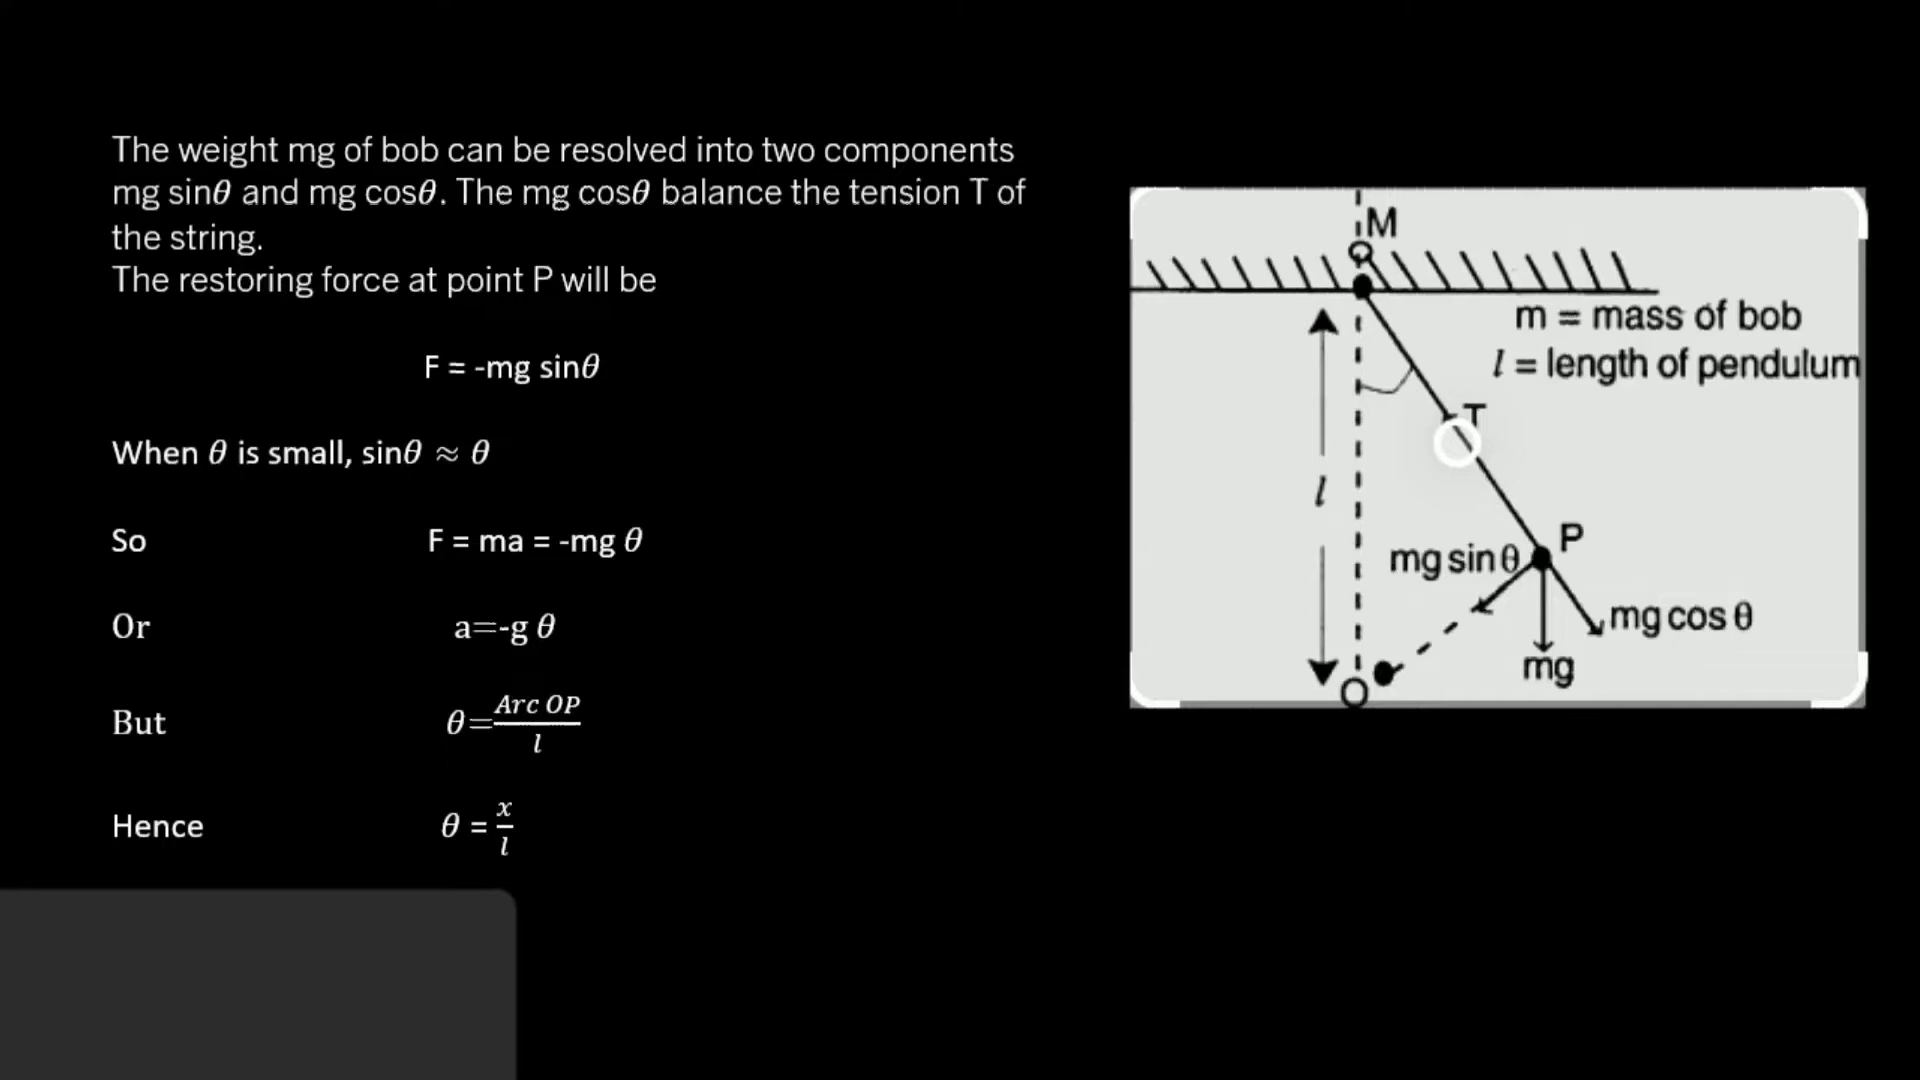 The weight mg of bob can be resolved into two components
mg sinθ and mg cosθ. The mg cosθ balance the tension T of
the string.
The restoring force at point P will be
F = -mg sinθ
When θ is small, sinθ ≈ θ
So F = ma = -mg θ
Or a=-g θ
But θ=Arc OP/l
Hence θ = x/l
M
m = mass of bob
l = length of pendulum
T
l
P
mg sin θ
mg cos θ
mg
O